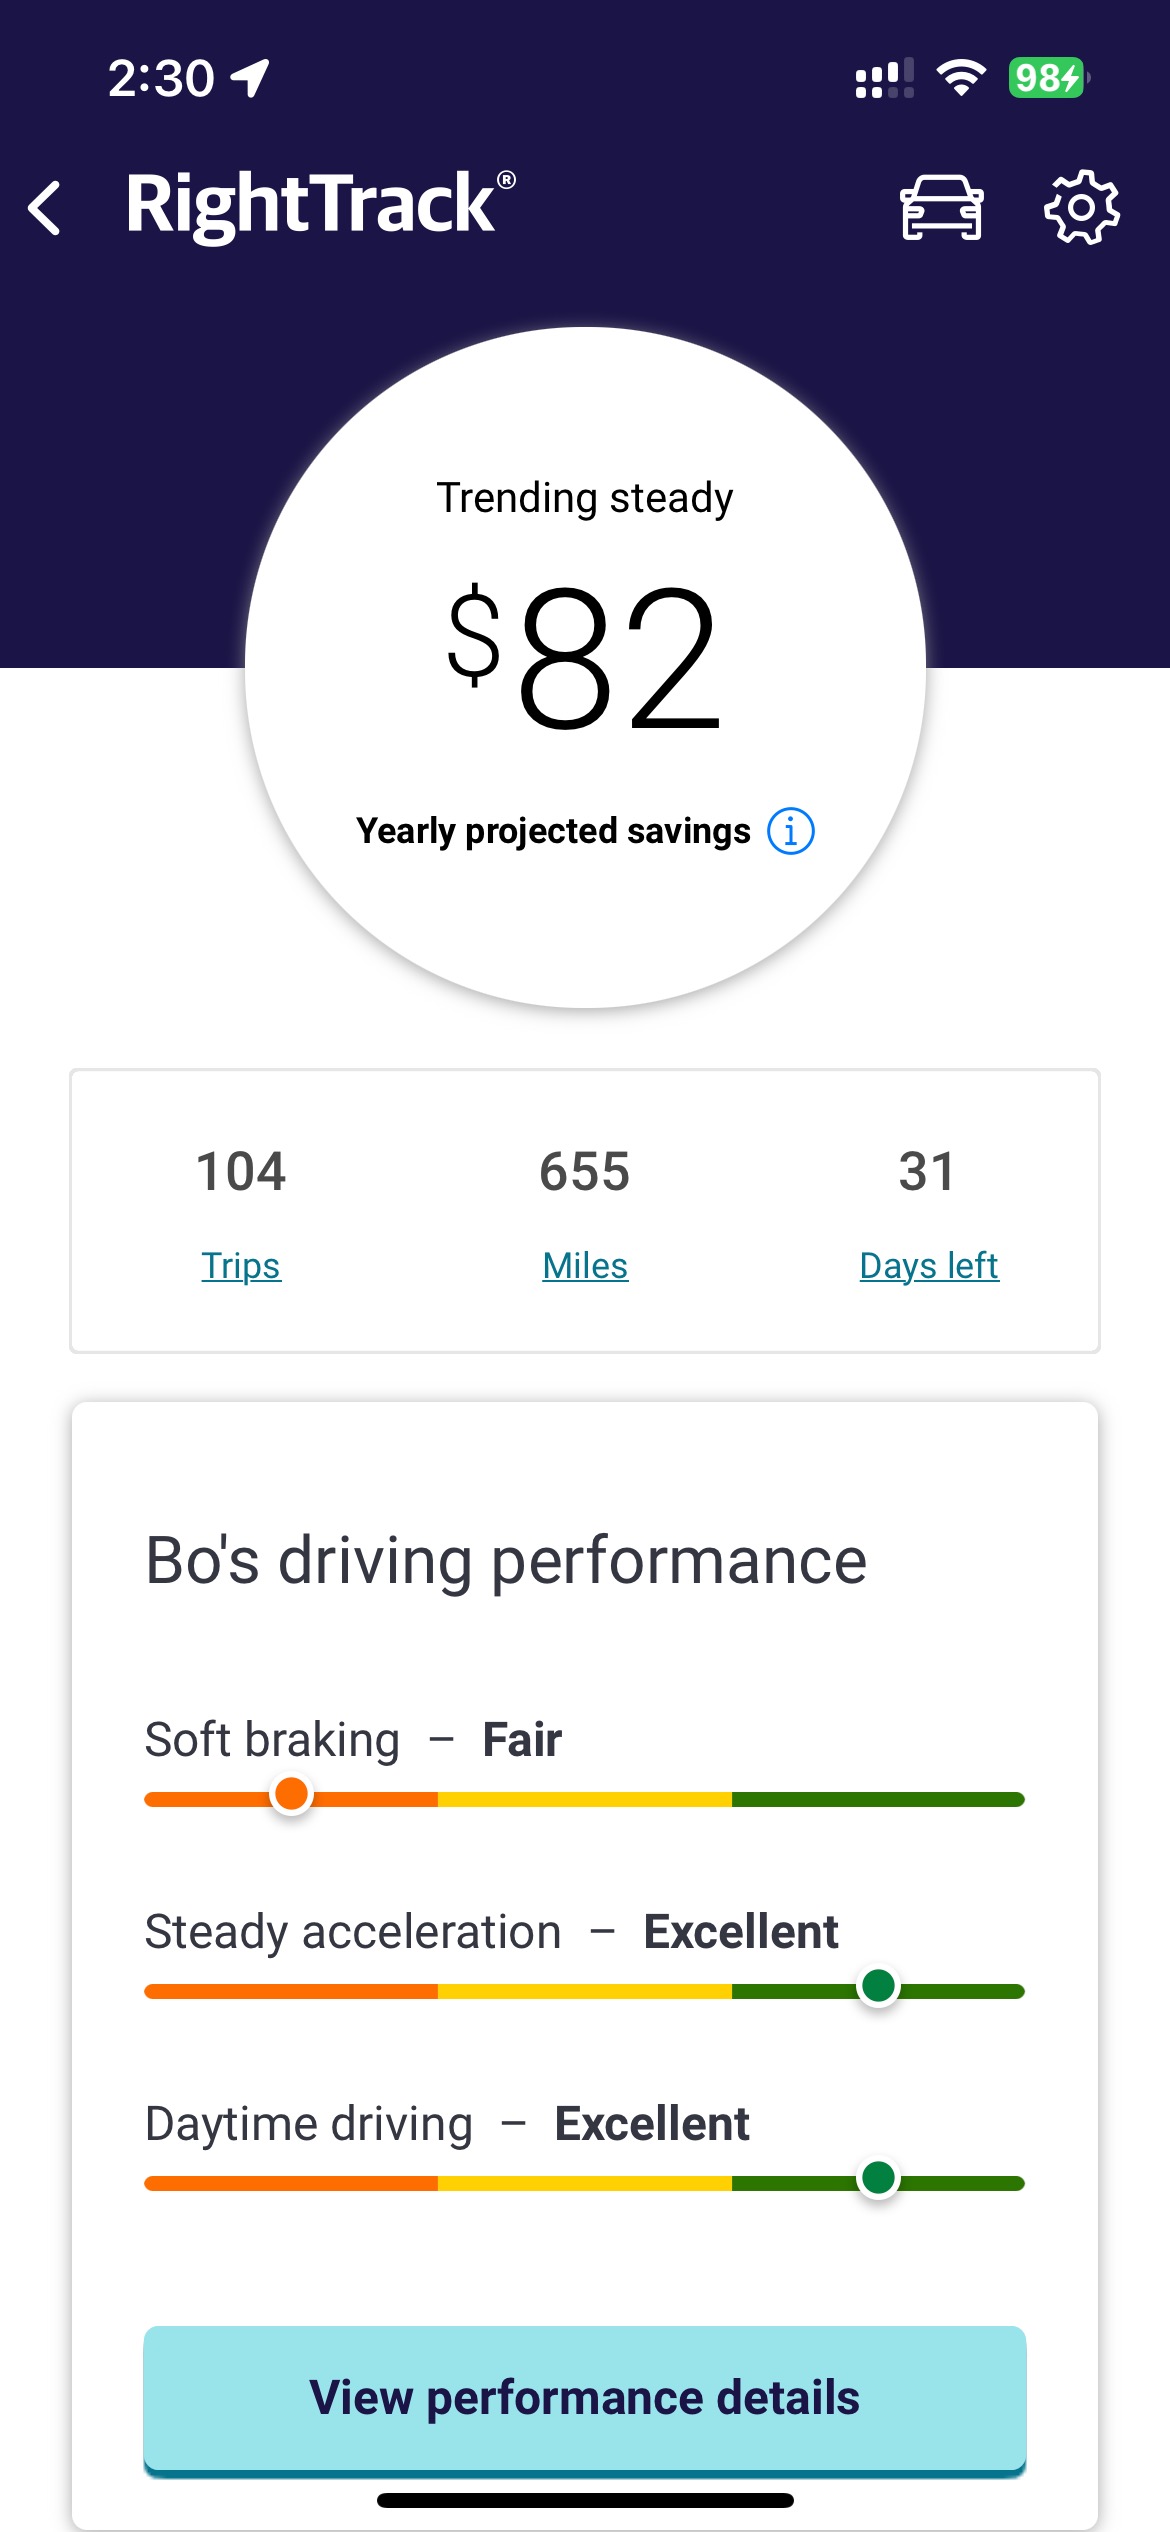 2:30
98
RightTrack®
Trending steady
$82
Yearly projected savings
104 655 31
Trips Miles Days left
Bo's driving performance
Soft braking – Fair
Steady acceleration – Excellent
Daytime driving – Excellent
View performance details